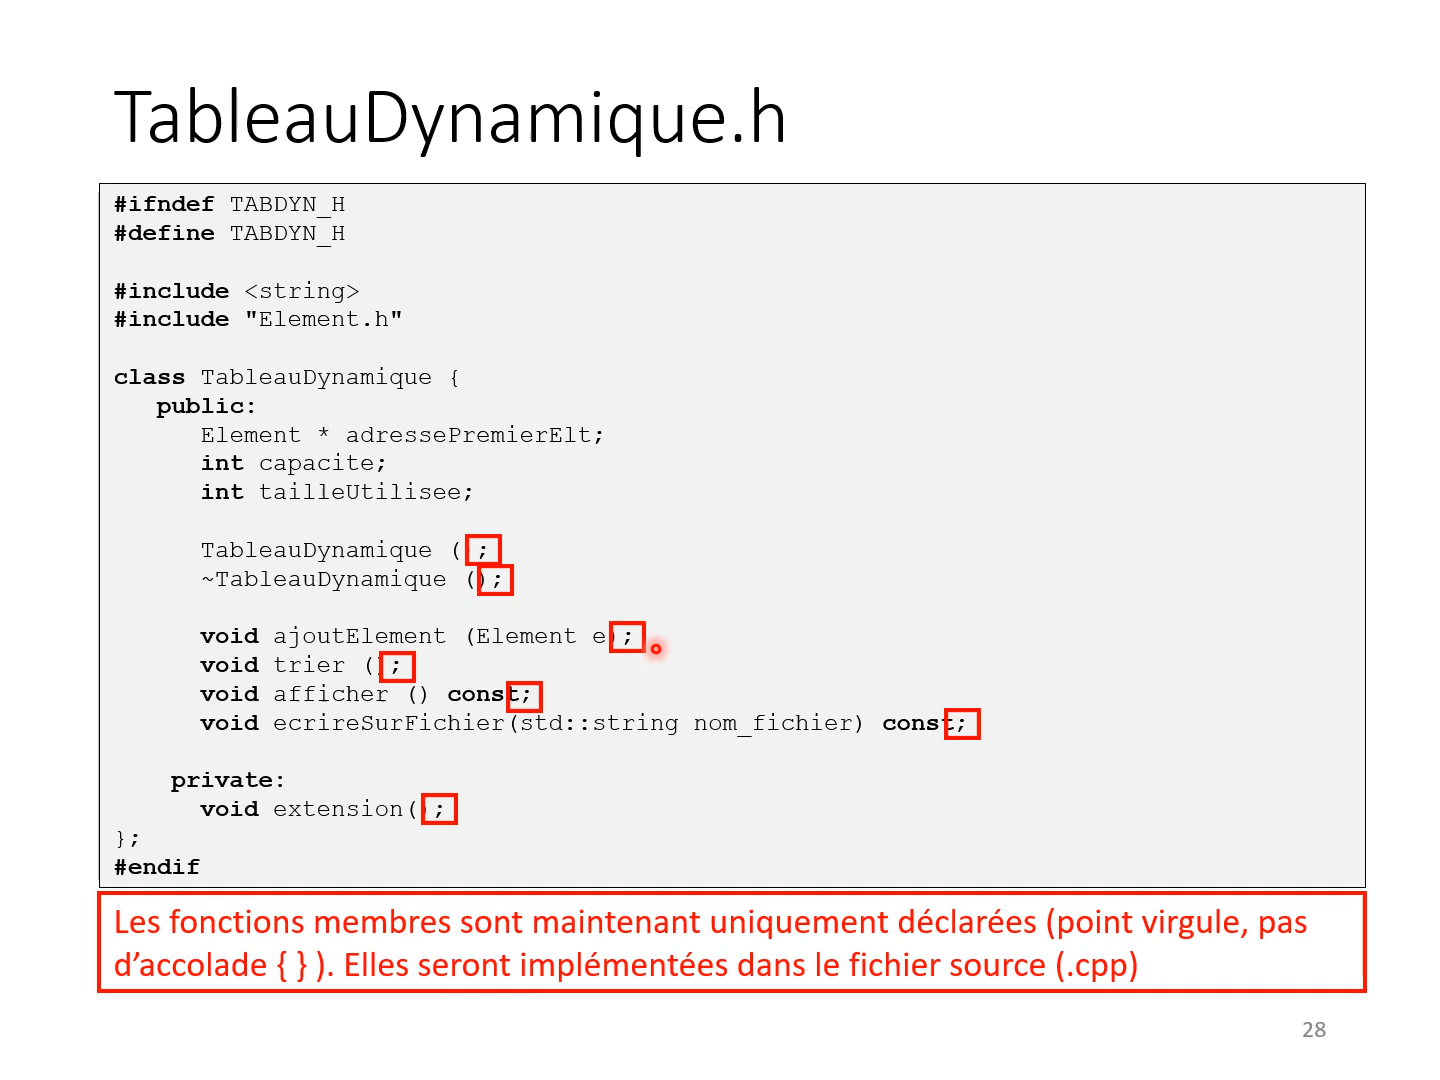 TableauDynamique.h
#ifndef TABDYN_H
#define TABDYN_H
#include <string>
#include "Element.h"
class TableauDynamique {
public:
Element * adressePremierElt;
int capacite;
int tailleUtilisee;
TableauDynamique ();
~TableauDynamique ();
void ajoutElement (Element e);
void trier ();
void afficher () const;
void ecrireSurFichier(std::string nom_fichier) const;
private:
void extension();
};
#endif
Les fonctions membres sont maintenant uniquement déclarées (point virgule, pas
d’accolade { } ). Elles seront implémentées dans le fichier source (.cpp)
28